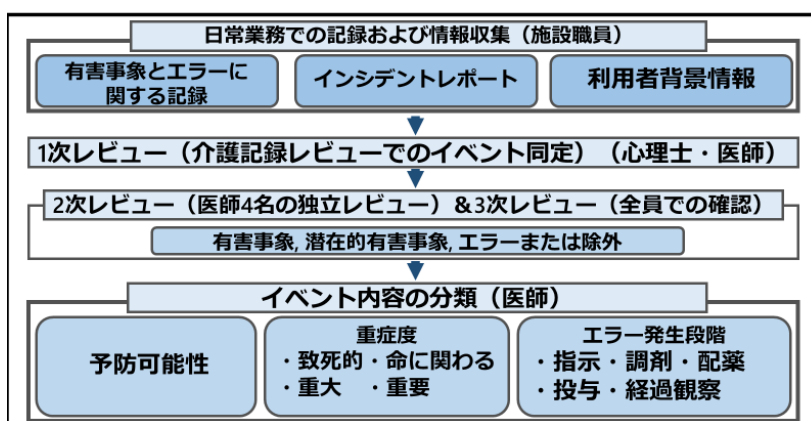 日常業務での記録および情報収集（施設職員）
有害事象とエラーに
関する記録
インシデントレポート
利用者背景情報
1次レビュー（介護記録レビューでのイベント同定）（心理士・医師）
2次レビュー（医師4名の独立レビュー）＆3次レビュー（全員での確認）
有害事象, 潜在的有害事象, エラーまたは除外
イベント内容の分類（医師）
予防可能性
重症度
・致死的・命に関わる
・重大　・重要
エラー発生段階
・指示・調剤・配薬
・投与・経過観察